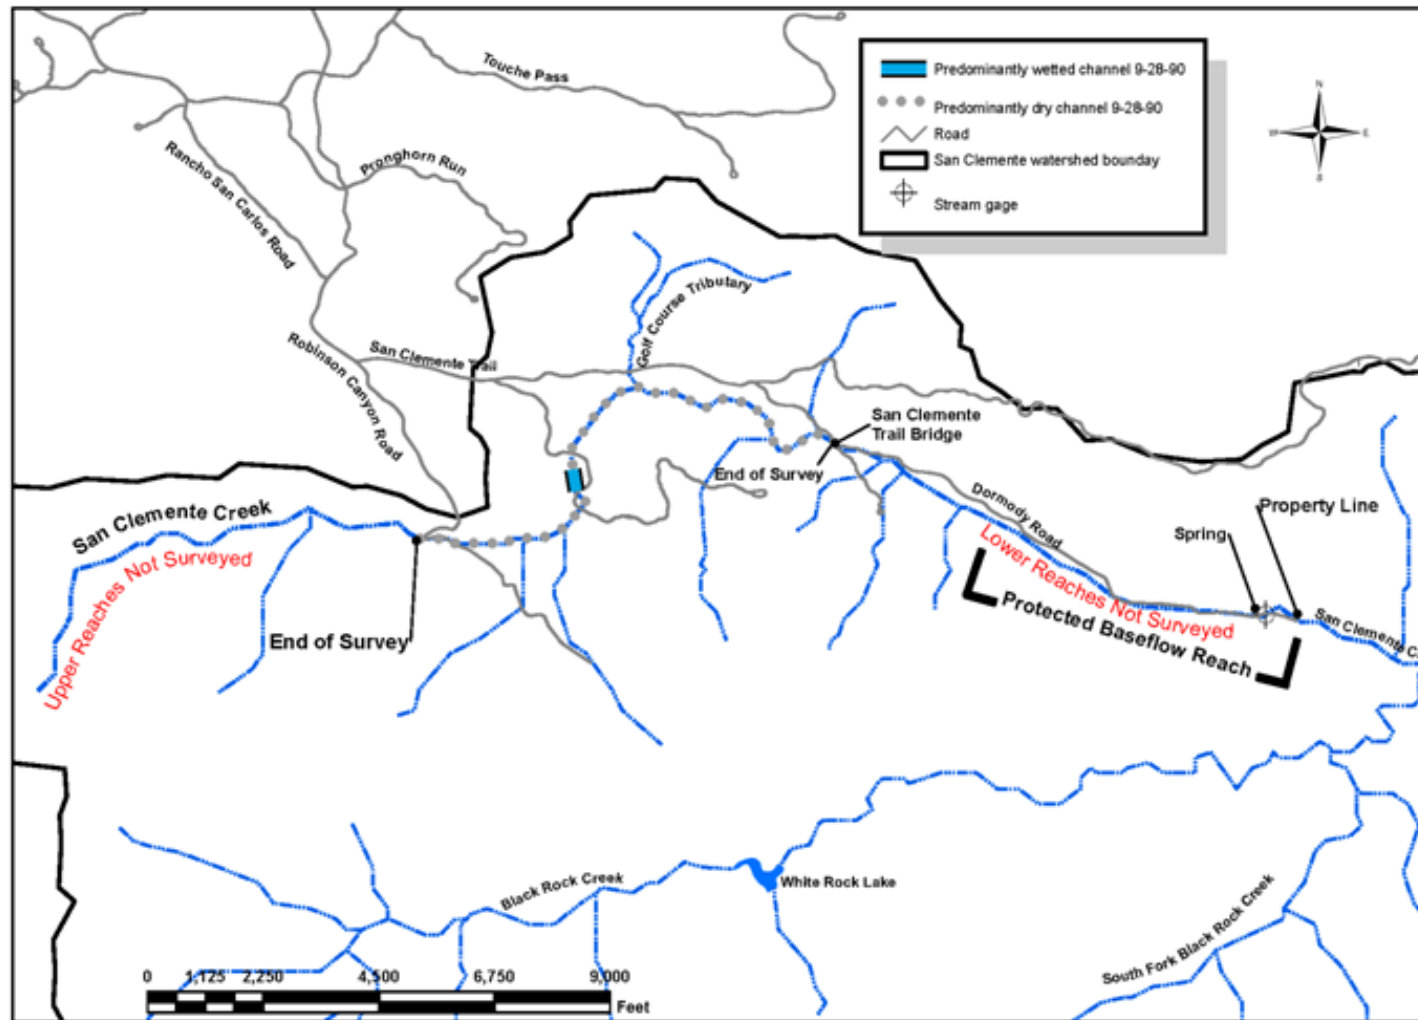 Touche Pass
Predominantly wetted channel 9-28-90
Predominantly dry channel 9-28-90
Road
San Clemente watershed bounday
Stream gage
N
W
E
S
Pronghorn Run
Rancho San Carlos Road
Golf Course Tributary
Robinson Canyon Road
San Clemente Trail
San Clemente
Trail Bridge
End of Survey
San Clemente Creek
Upper Reaches Not Surveyed
End of Survey
Dormody Road
Lower Reaches Not Surveyed
Protected Baseflow Reach
Spring
Property Line
San Clemente C
White Rock Lake
Black Rock Creek
South Fork Black Rock Creek
0 1,125 2,250 4,500 6,750 9,000
Feet